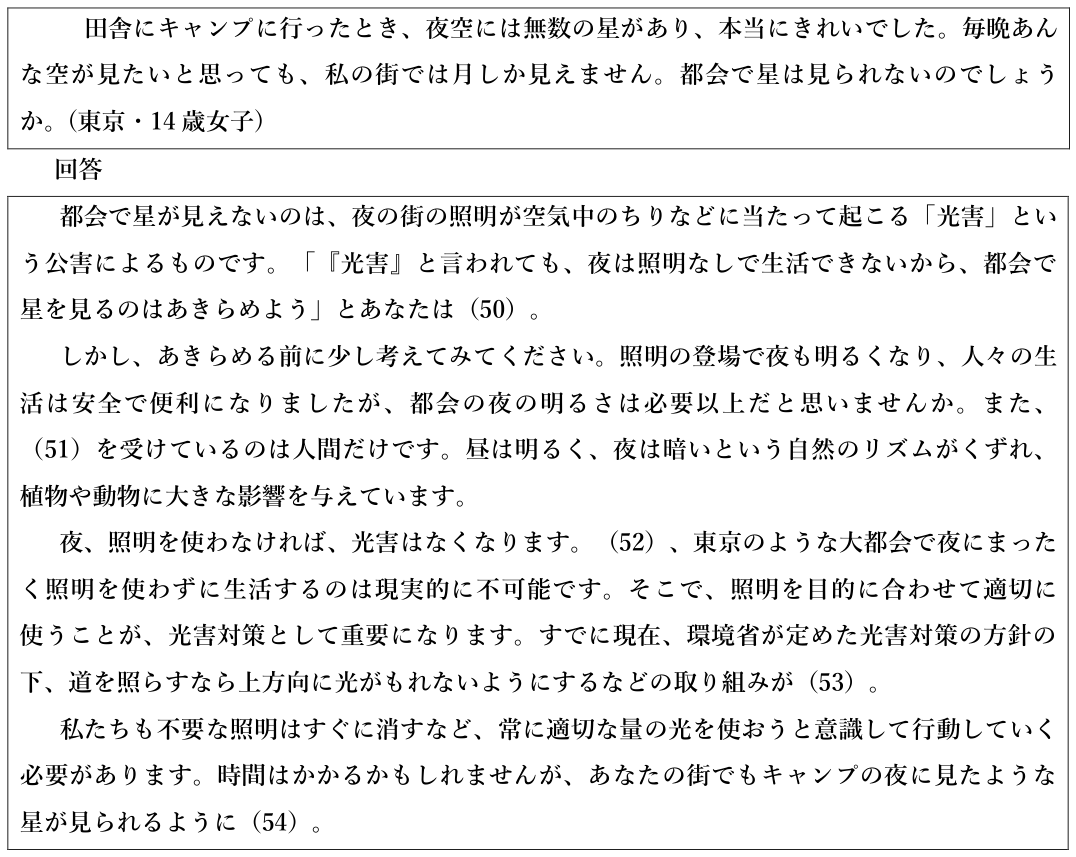 田舎にキャンプに行ったとき、夜空には無数の星があり、本当にきれいでした。毎晩あん
な空が見たいと思っても、私の街では月しか見えません。都会で星は見られないのでしょう
か。（東京・14 歳女子）
回答
都会で星が見えないのは、夜の街の照明が空気中のちりなどに当たって起こる「光害」とい
う公害によるものです。「『光害』と言われても、夜は照明なしで生活できないから、都会で
星を見るのはあきらめよう」とあなたは（50）。
しかし、あきらめる前に少し考えてみてください。照明の登場で夜も明るくなり、人々の生
活は安全で便利になりましたが、都会の夜の明るさは必要以上だと思いませんか。また、
（51）を受けているのは人間だけです。昼は明るく、夜は暗いという自然のリズムがくずれ、
植物や動物に大きな影響を与えています。
夜、照明を使わなければ、光害はなくなります。（52）、東京のような大都会で夜にまった
く照明を使わずに生活するのは現実的に不可能です。そこで、照明を目的に合わせて適切に
使うことが、光害対策として重要になります。すでに現在、環境省が定めた光害対策の方針の
下、道を照らすなら上方向に光がもれないようにするなどの取り組みが（53）。
私たちも不要な照明はすぐに消すなど、常に適切な量の光を使おうと意識して行動していく
必要があります。時間はかかるかもしれませんが、あなたの街でもキャンプの夜に見たような
星が見られるように（54）。